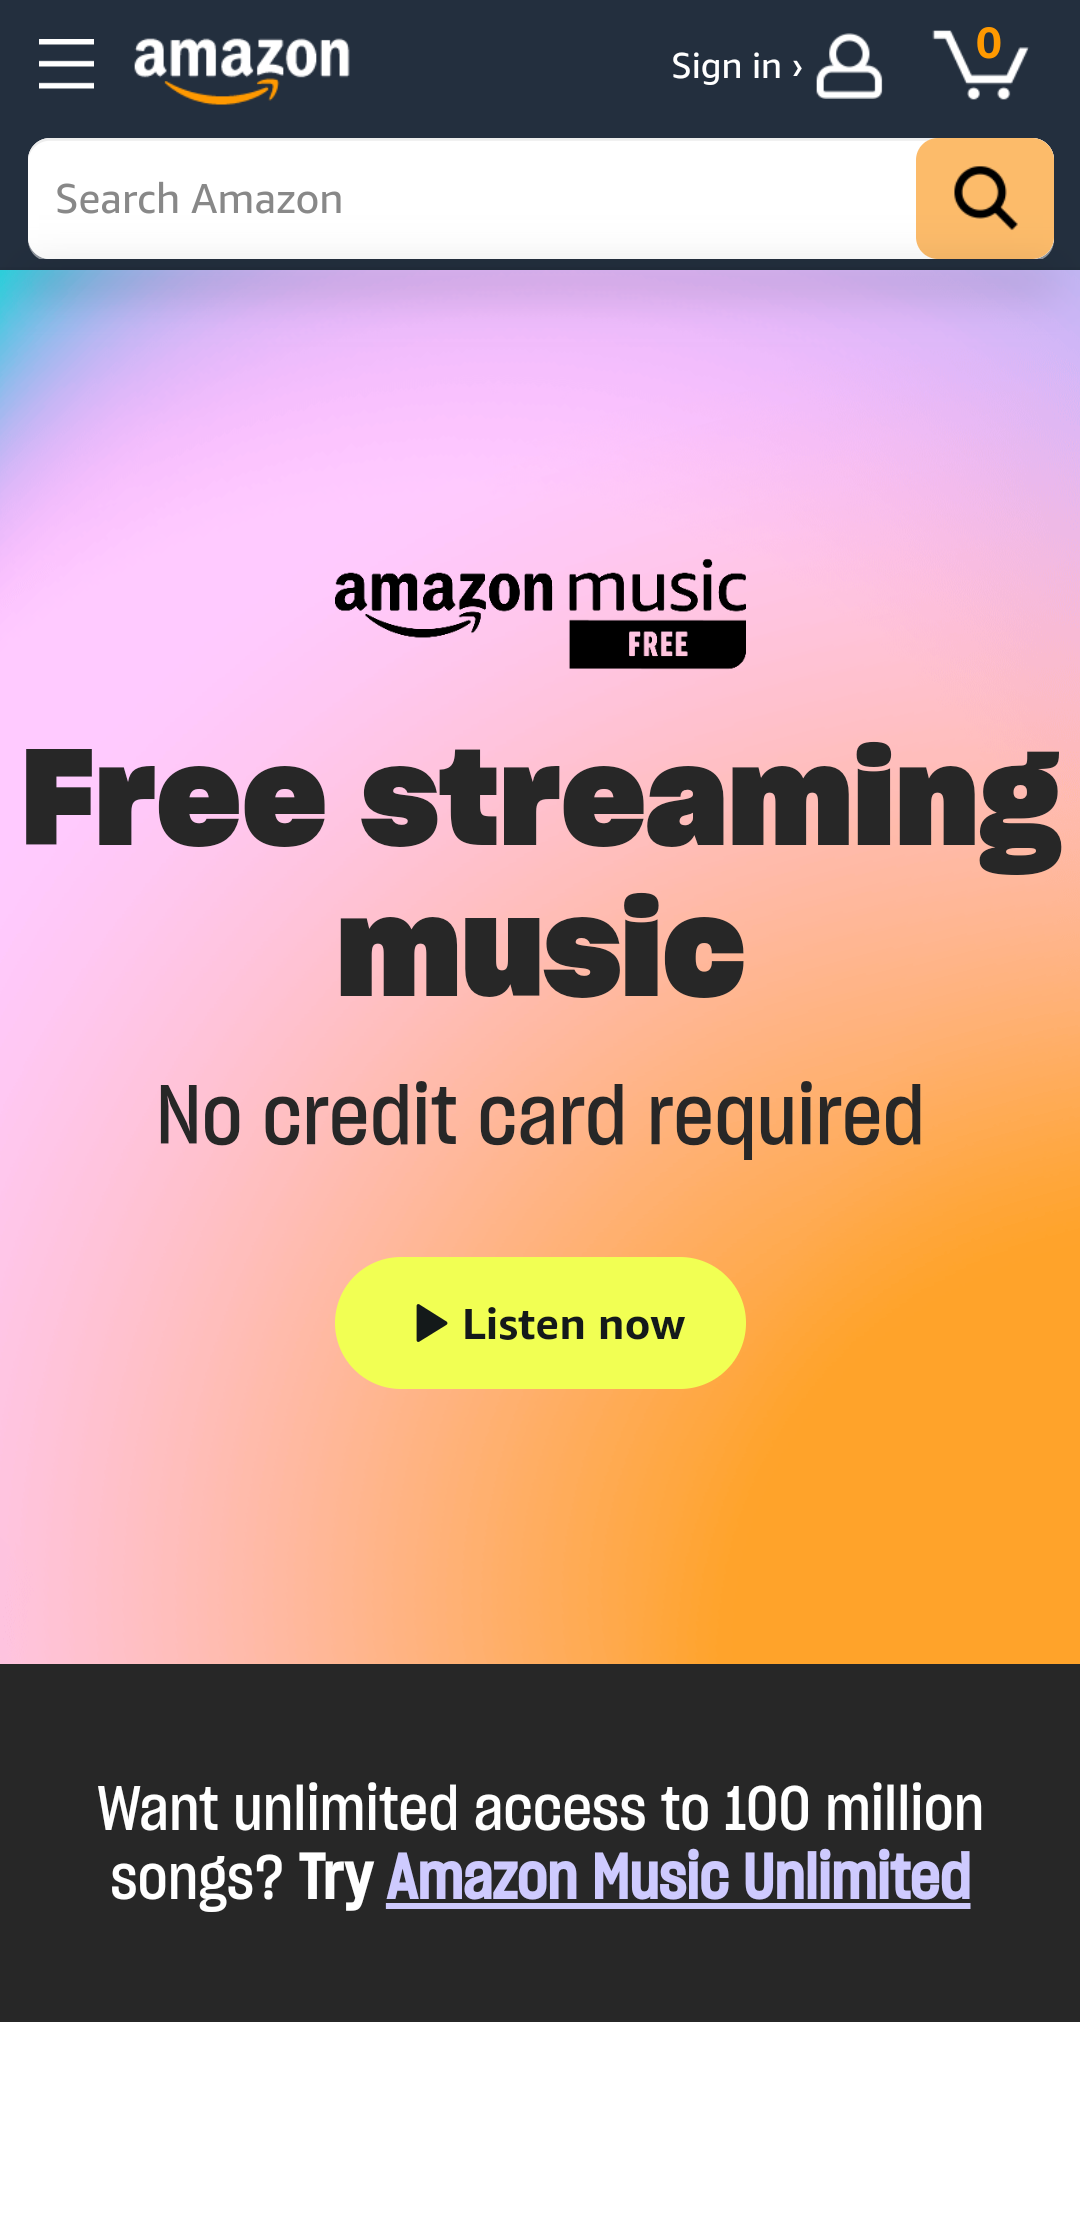 amazon
Sign in ›
0
Search Amazon
amazon music
FREE
Free streaming
music
No credit card required
Listen now
Want unlimited access to 100 million
songs? Try Amazon Music Unlimited